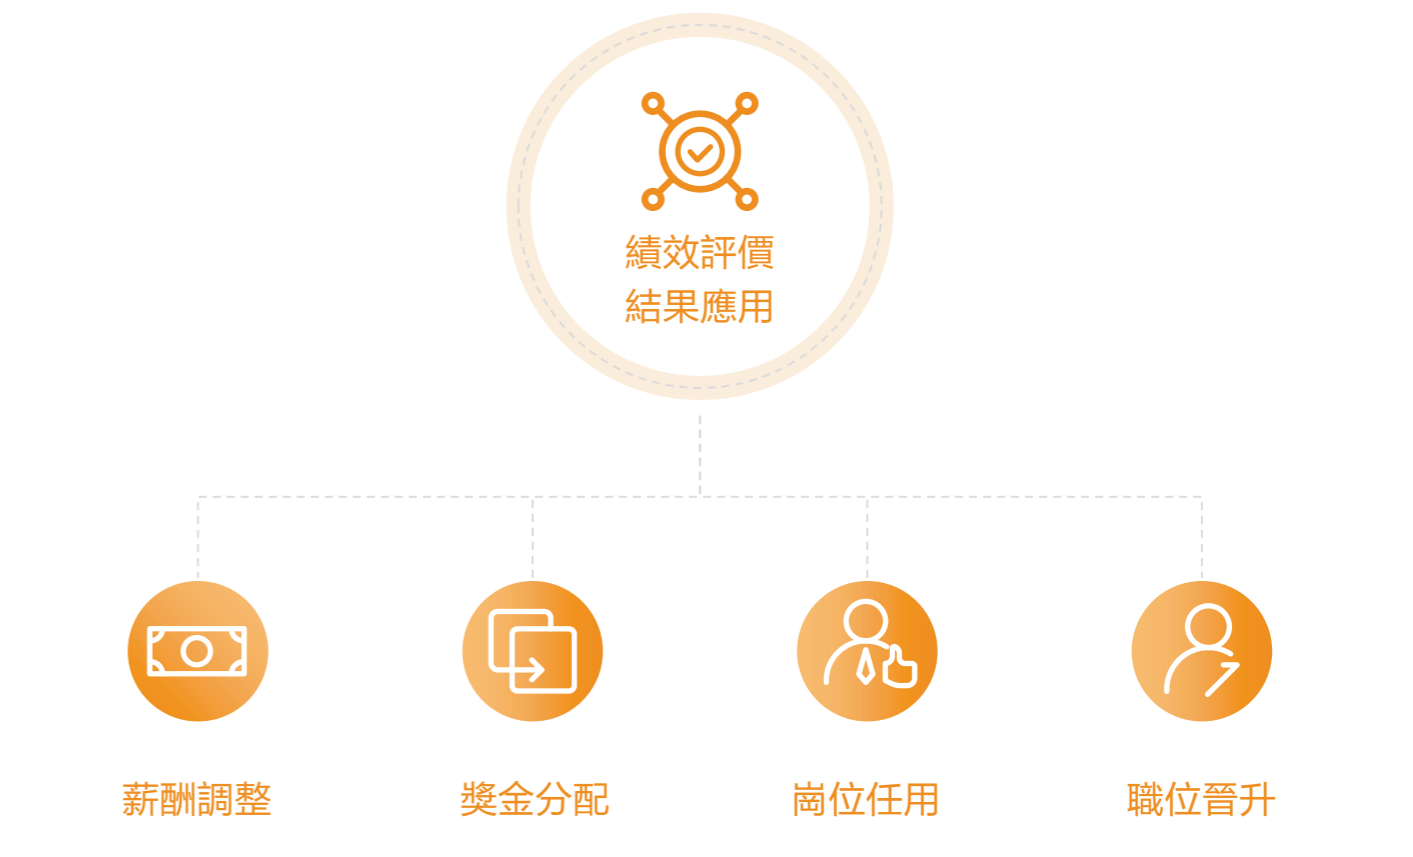 績效評價
結果應用
薪酬調整
獎金分配
崗位任用
職位晉升